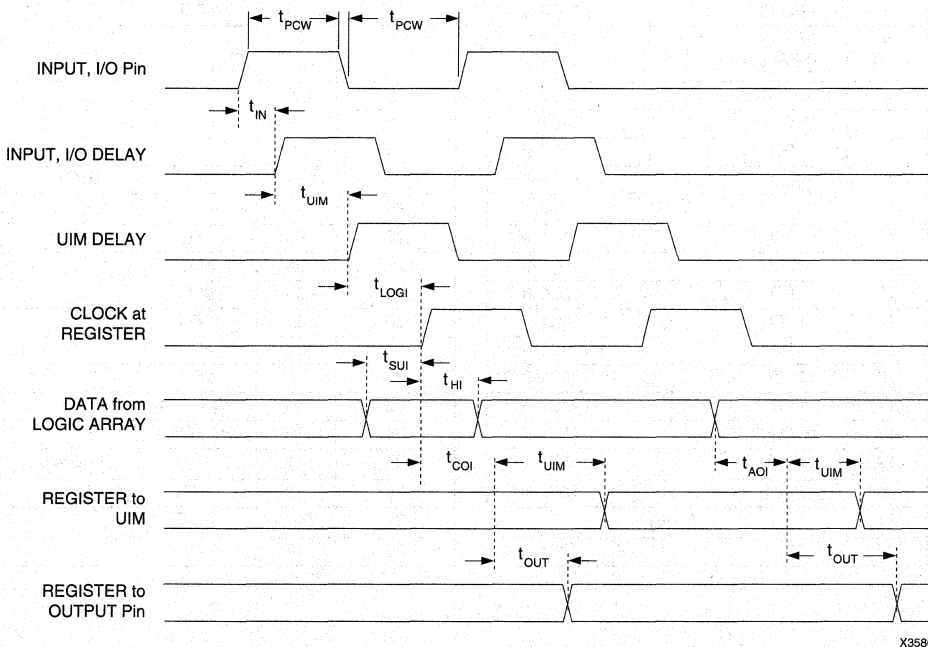 t_PCW t_PCW
INPUT, I/O Pin
t_IN
INPUT, I/O DELAY
t_UIM
UIM DELAY
t_LOGI
CLOCK at
REGISTER
t_SUI
t_HI
DATA from
LOGIC ARRAY
t_COI t_UIM t_AOI t_UIM
REGISTER to
UIM
t_OUT t_OUT
REGISTER to
OUTPUT Pin
X3580